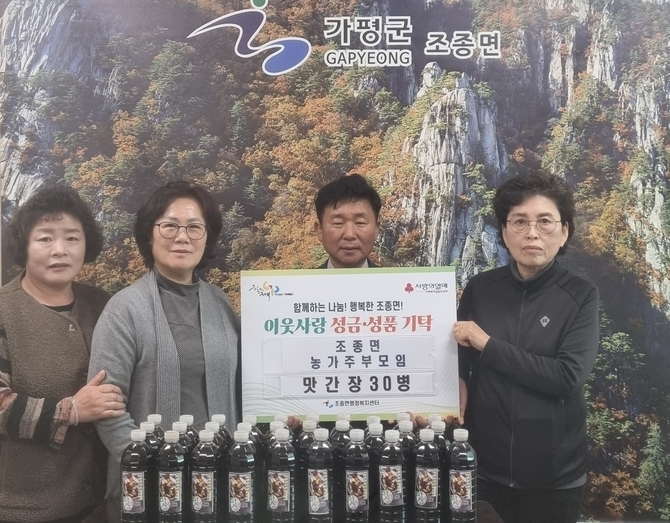 가평군 조종면
GAPYEONG
사랑의열매
함께하는 나눔! 행복한 조종면!
이웃사랑 성금·성품 기탁
조종면
농가주부모임
맛간장30병
조종면행정복지센터